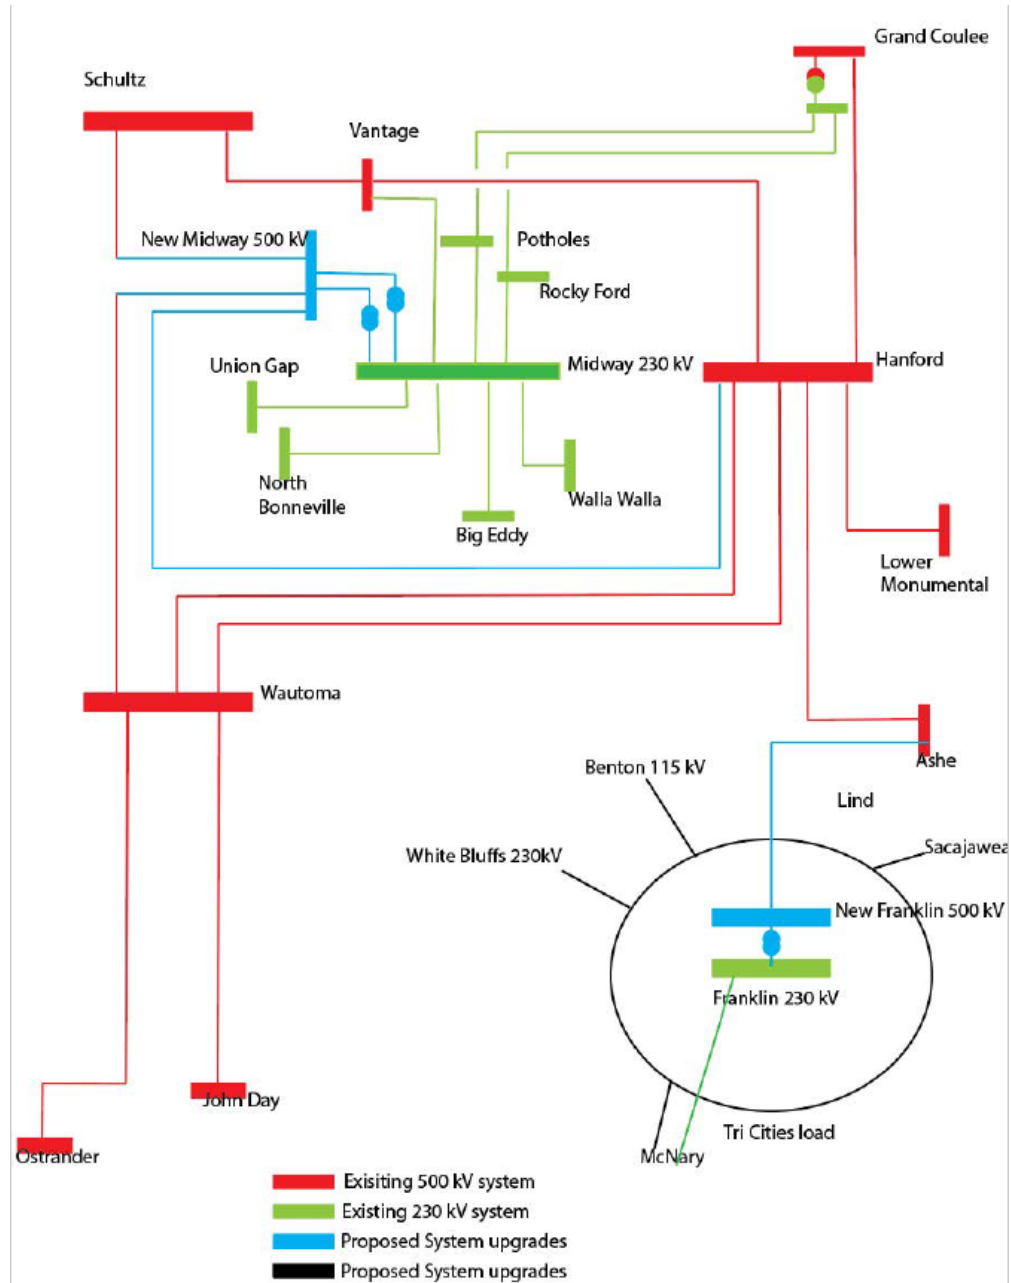 Grand Coulee
Schultz
Vantage
New Midway 500 kV
Potholes
Rocky Ford
Union Gap
Midway 230 kV
Hanford
North
Bonneville
Walla Walla
Big Eddy
Lower
Monumental
Wautoma
Ashe
Benton 115 kV
Lind
White Bluffs 230kV
Sacajawea
New Franklin 500 kV
Franklin 230 kV
John Day
Tri Cities load
Ostrander
McNary
Exisiting 500 kV system
Existing 230 kV system
Proposed System upgrades
Proposed System upgrades